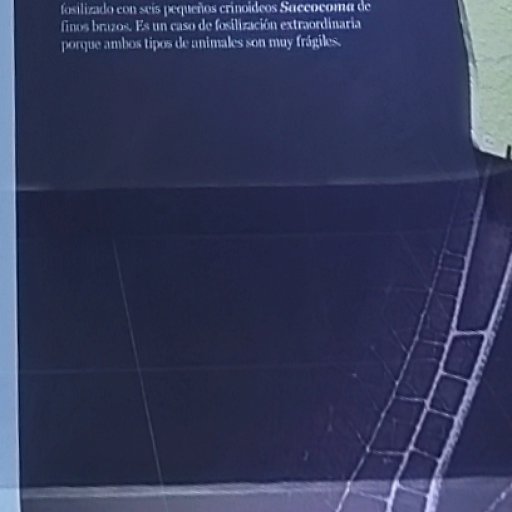 fosilizado con seis pequeños crinoideos Saccocoma de
finos brazos. Es un caso de fosilización extraordinaria
porque ambos tipos de animales son muy frágiles.